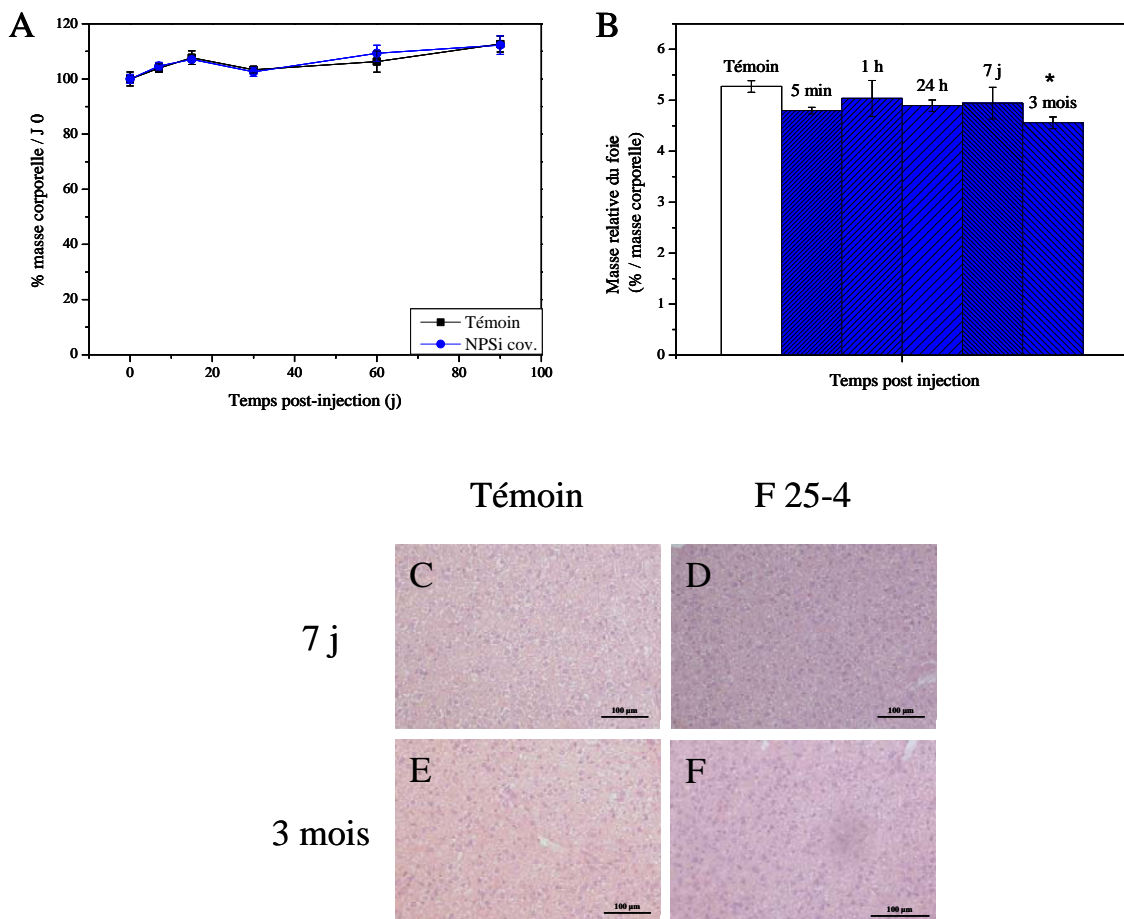 A
120
100
80
60
40
20
0
% masse corporelle / J 0
0
20
40
60
80
100
Temps post-injection (j)
Témoin
NPSi cov.
B
6
5
4
3
2
1
0
Masse relative du foie
(% / masse corporelle)
Témoin
5 min
1 h
24 h
7 j
*
3 mois
Temps post injection
Témoin
F 25-4
7 j
C
100 µm
D
100 µm
3 mois
E
100 µm
F
100 µm